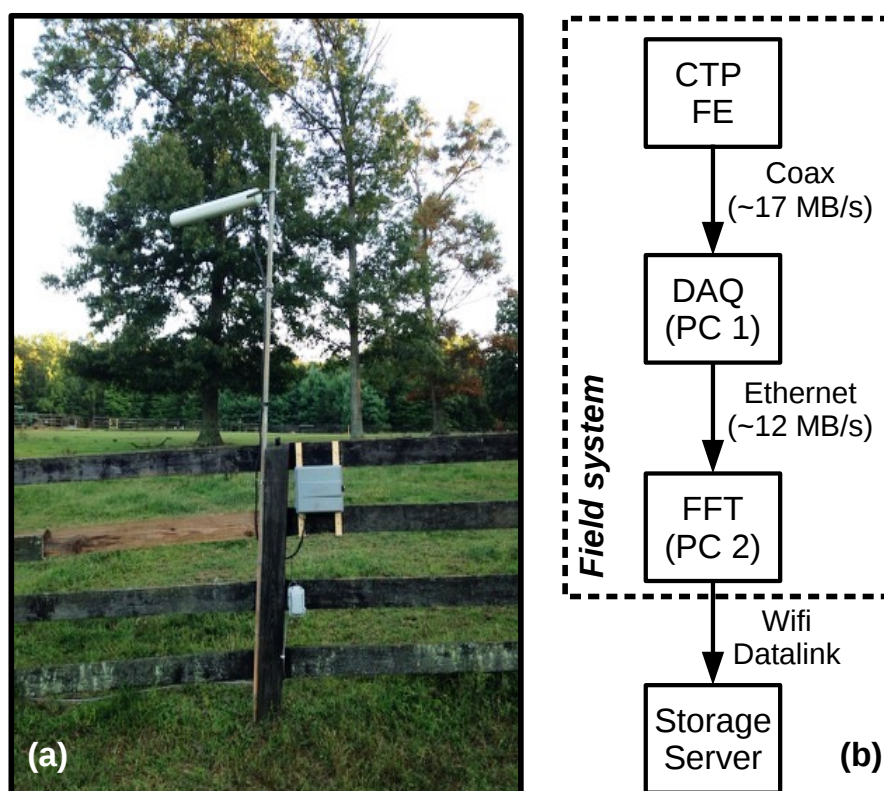 (a)
CTP
FE
Coax
(~17 MB/s)
DAQ
(PC 1)
Ethernet
(~12 MB/s)
FFT
(PC 2)
Field system
Wifi
Datalink
Storage
Server
(b)